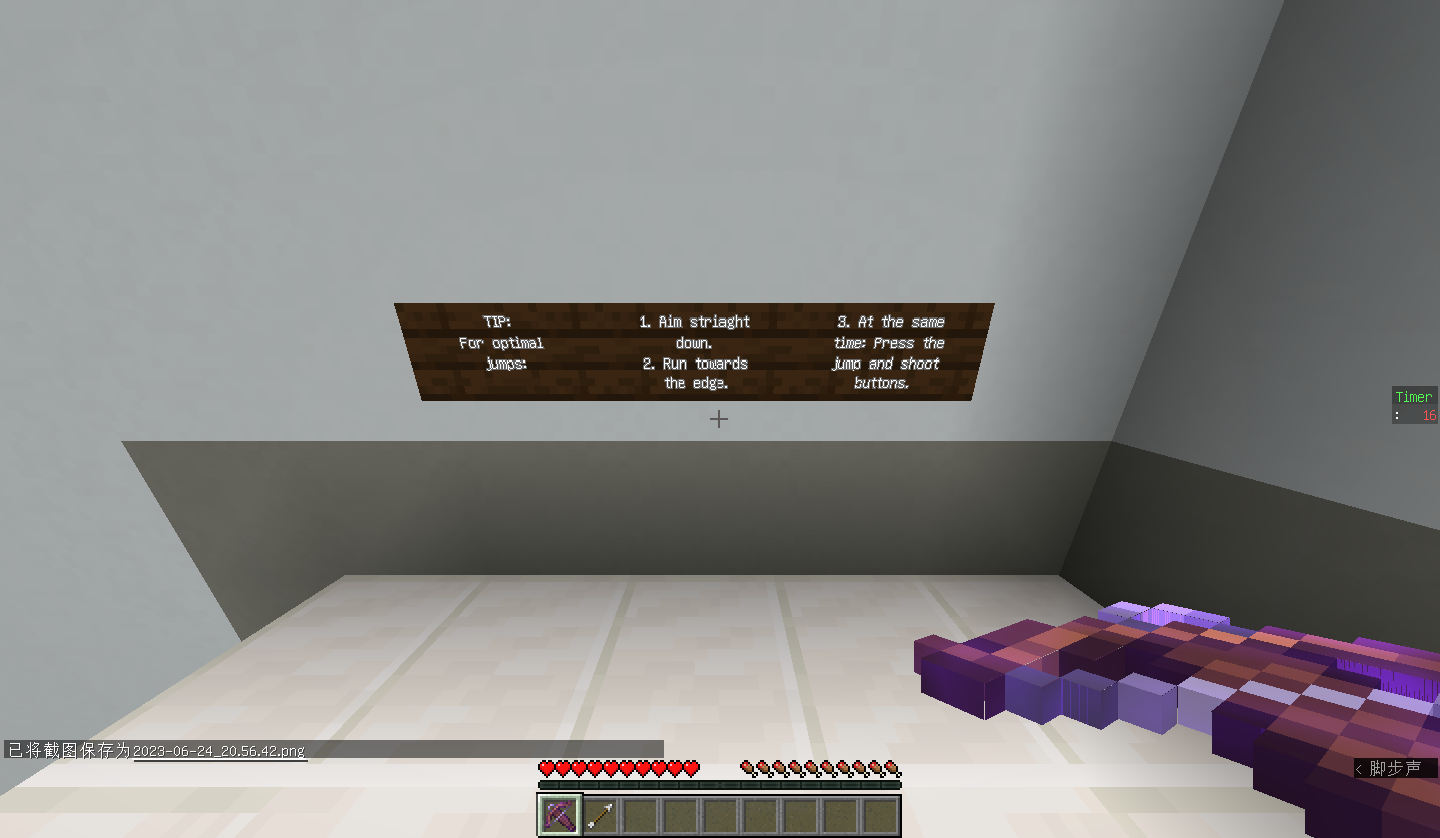 TIP:
For optimal
jumps:
1. Aim striaght
down.
2. Run towards
the edge.
3. At the same
time: Press the
jump and shoot
buttons.
Timer
: 16
已将截图保存为2023-06-24_20.56.42.png
< 脚步声